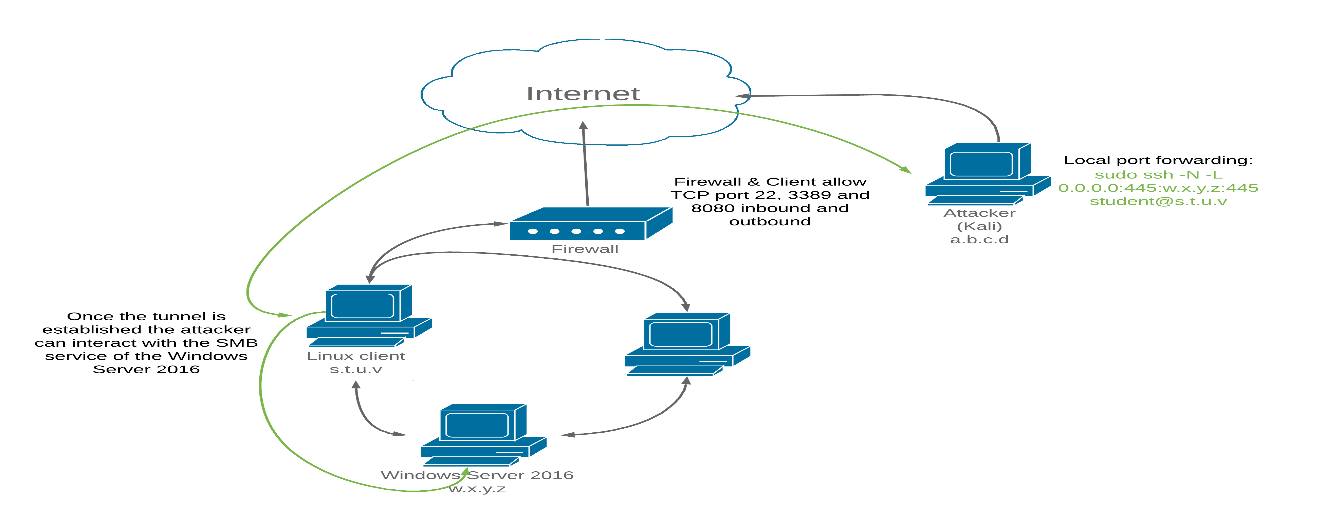 Internet
Local port forwarding:
sudo ssh -N -L
0.0.0.0:445:w.x.y.z:445
student@s.t.u.v
Firewall & Client allow
TCP port 22, 3389 and
8080 inbound and
outbound
Attacker
(Kali)
a.b.c.d
Firewall
Once the tunnel is
established the attacker
can interact with the SMB
service of the Windows
Server 2016
Linux client
s.t.u.v
Windows Server 2016
w.x.y.z